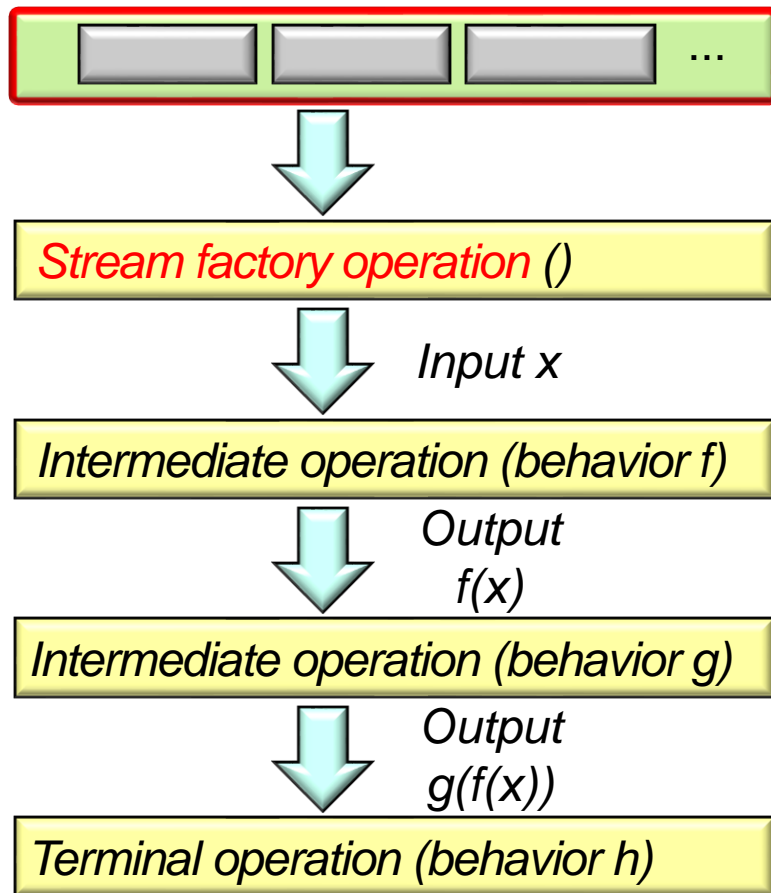 ...
Stream factory operation ()
Input x
Intermediate operation (behavior f)
Output
f(x)
Intermediate operation (behavior g)
Output
g(f(x))
Terminal operation (behavior h)